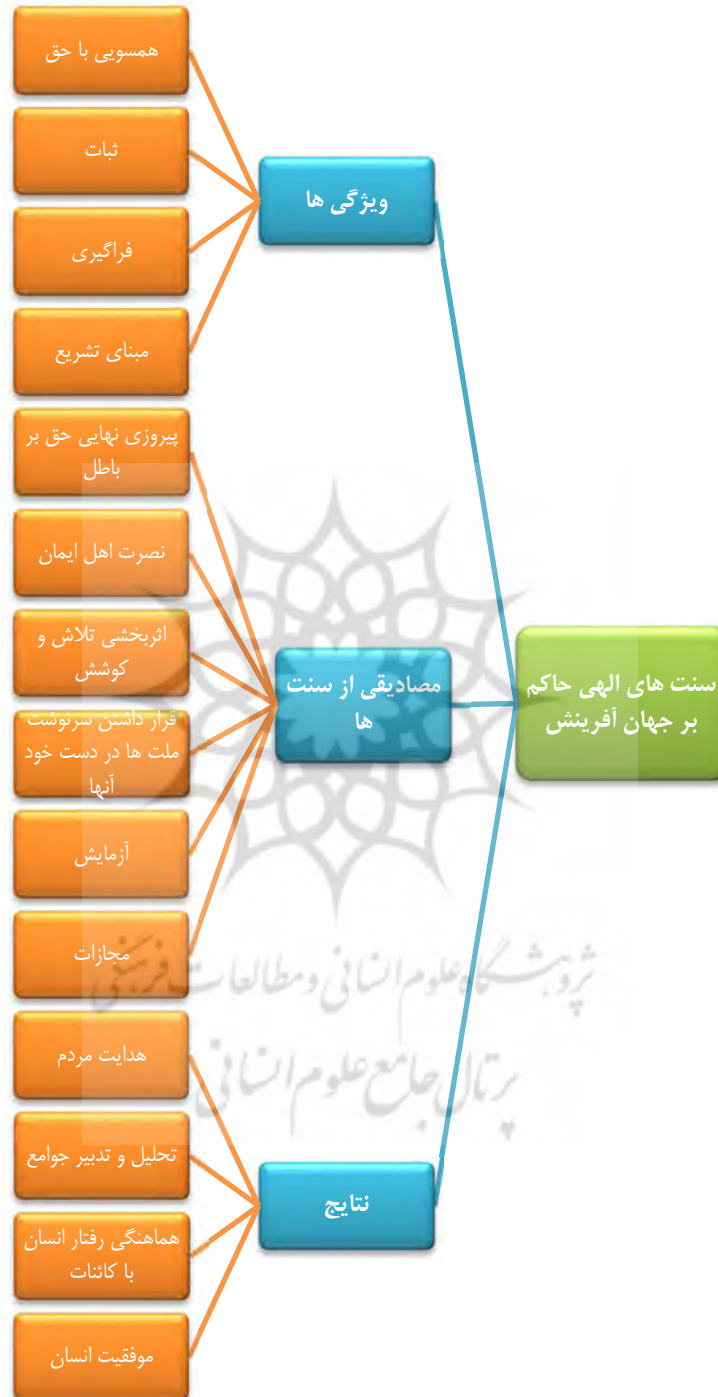 سنت های الهی حاکم
بر جهان آفرینش
ویژگی ها
همسویی با حق
ثبات
فراگیری
مبنای تشریع
مصادیقی از سنت
ها
پیروزی نهایی حق بر
باطل
نصرت اهل ایمان
اثربخشی تلاش و
کوشش
قرار داشتن سرنوشت
ملت ها در دست خود
آنها
آزمایش
مجازات
نتایج
هدایت مردم
تحلیل و تدبیر جوامع
هماهنگی رفتار انسان
با کائنات
موفقیت انسان
پژوهشگاه علوم انسانی و مطالعات فرهنگی
پرتال جامع علوم انسانی